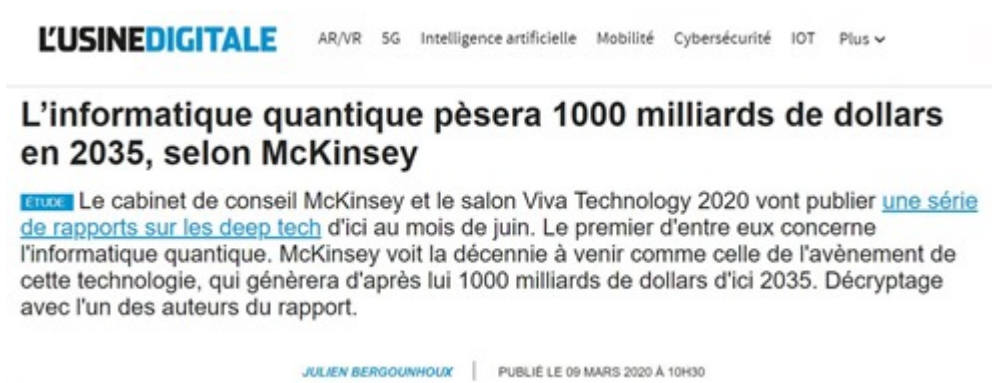 L'USINEDIGITALE AR/VR 5G Intelligence artificielle Mobilité Cybersécurité IOT Plus
L'informatique quantique pèsera 1000 milliards de dollars
en 2035, selon McKinsey
ÉTUDE Le cabinet de conseil McKinsey et le salon Viva Technology 2020 vont publier une série
de rapports sur les deep tech d'ici au mois de juin. Le premier d'entre eux concerne
l'informatique quantique. McKinsey voit la décennie à venir comme celle de l'avènement de
cette technologie, qui génèrera d'après lui 1000 milliards de dollars d'ici 2035. Décryptage
avec l'un des auteurs du rapport.
JULIEN BERGOUNHOUX | PUBLIÉ LE 09 MARS 2020 À 10H30